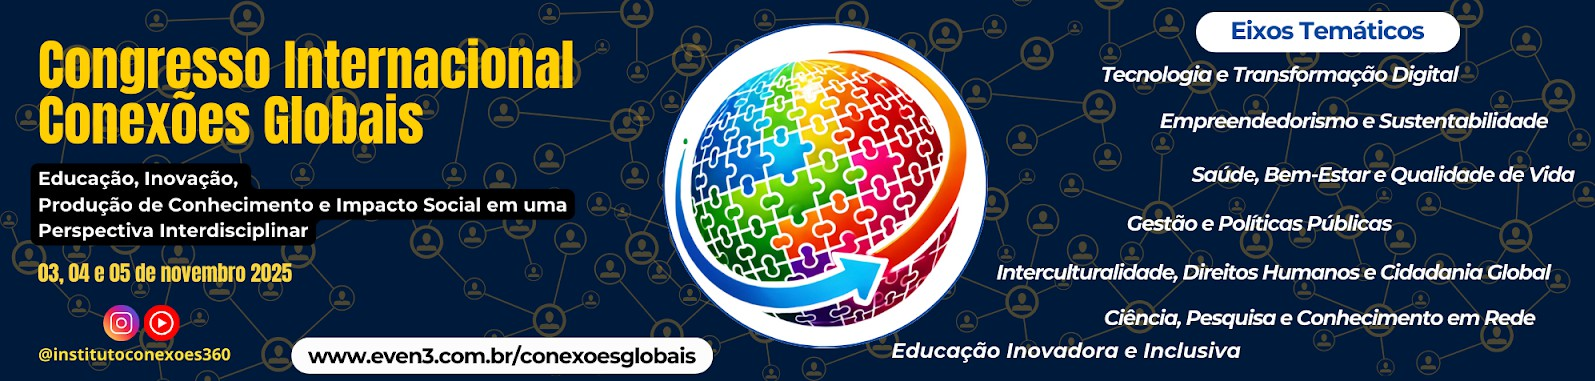 Congresso Internacional
Conexões Globais
Educação, Inovação,
Produção de Conhecimento e Impacto Social em uma
Perspectiva Interdisciplinar
03, 04 e 05 de novembro 2025
@institutoconexoes360
www.even3.com.br/conexoesglobais
Eixos Temáticos
Tecnologia e Transformação Digital
Empreendedorismo e Sustentabilidade
Saúde, Bem-Estar e Qualidade de Vida
Gestão e Políticas Públicas
Interculturalidade, Direitos Humanos e Cidadania Global
Ciência, Pesquisa e Conhecimento em Rede
Educação Inovadora e Inclusiva